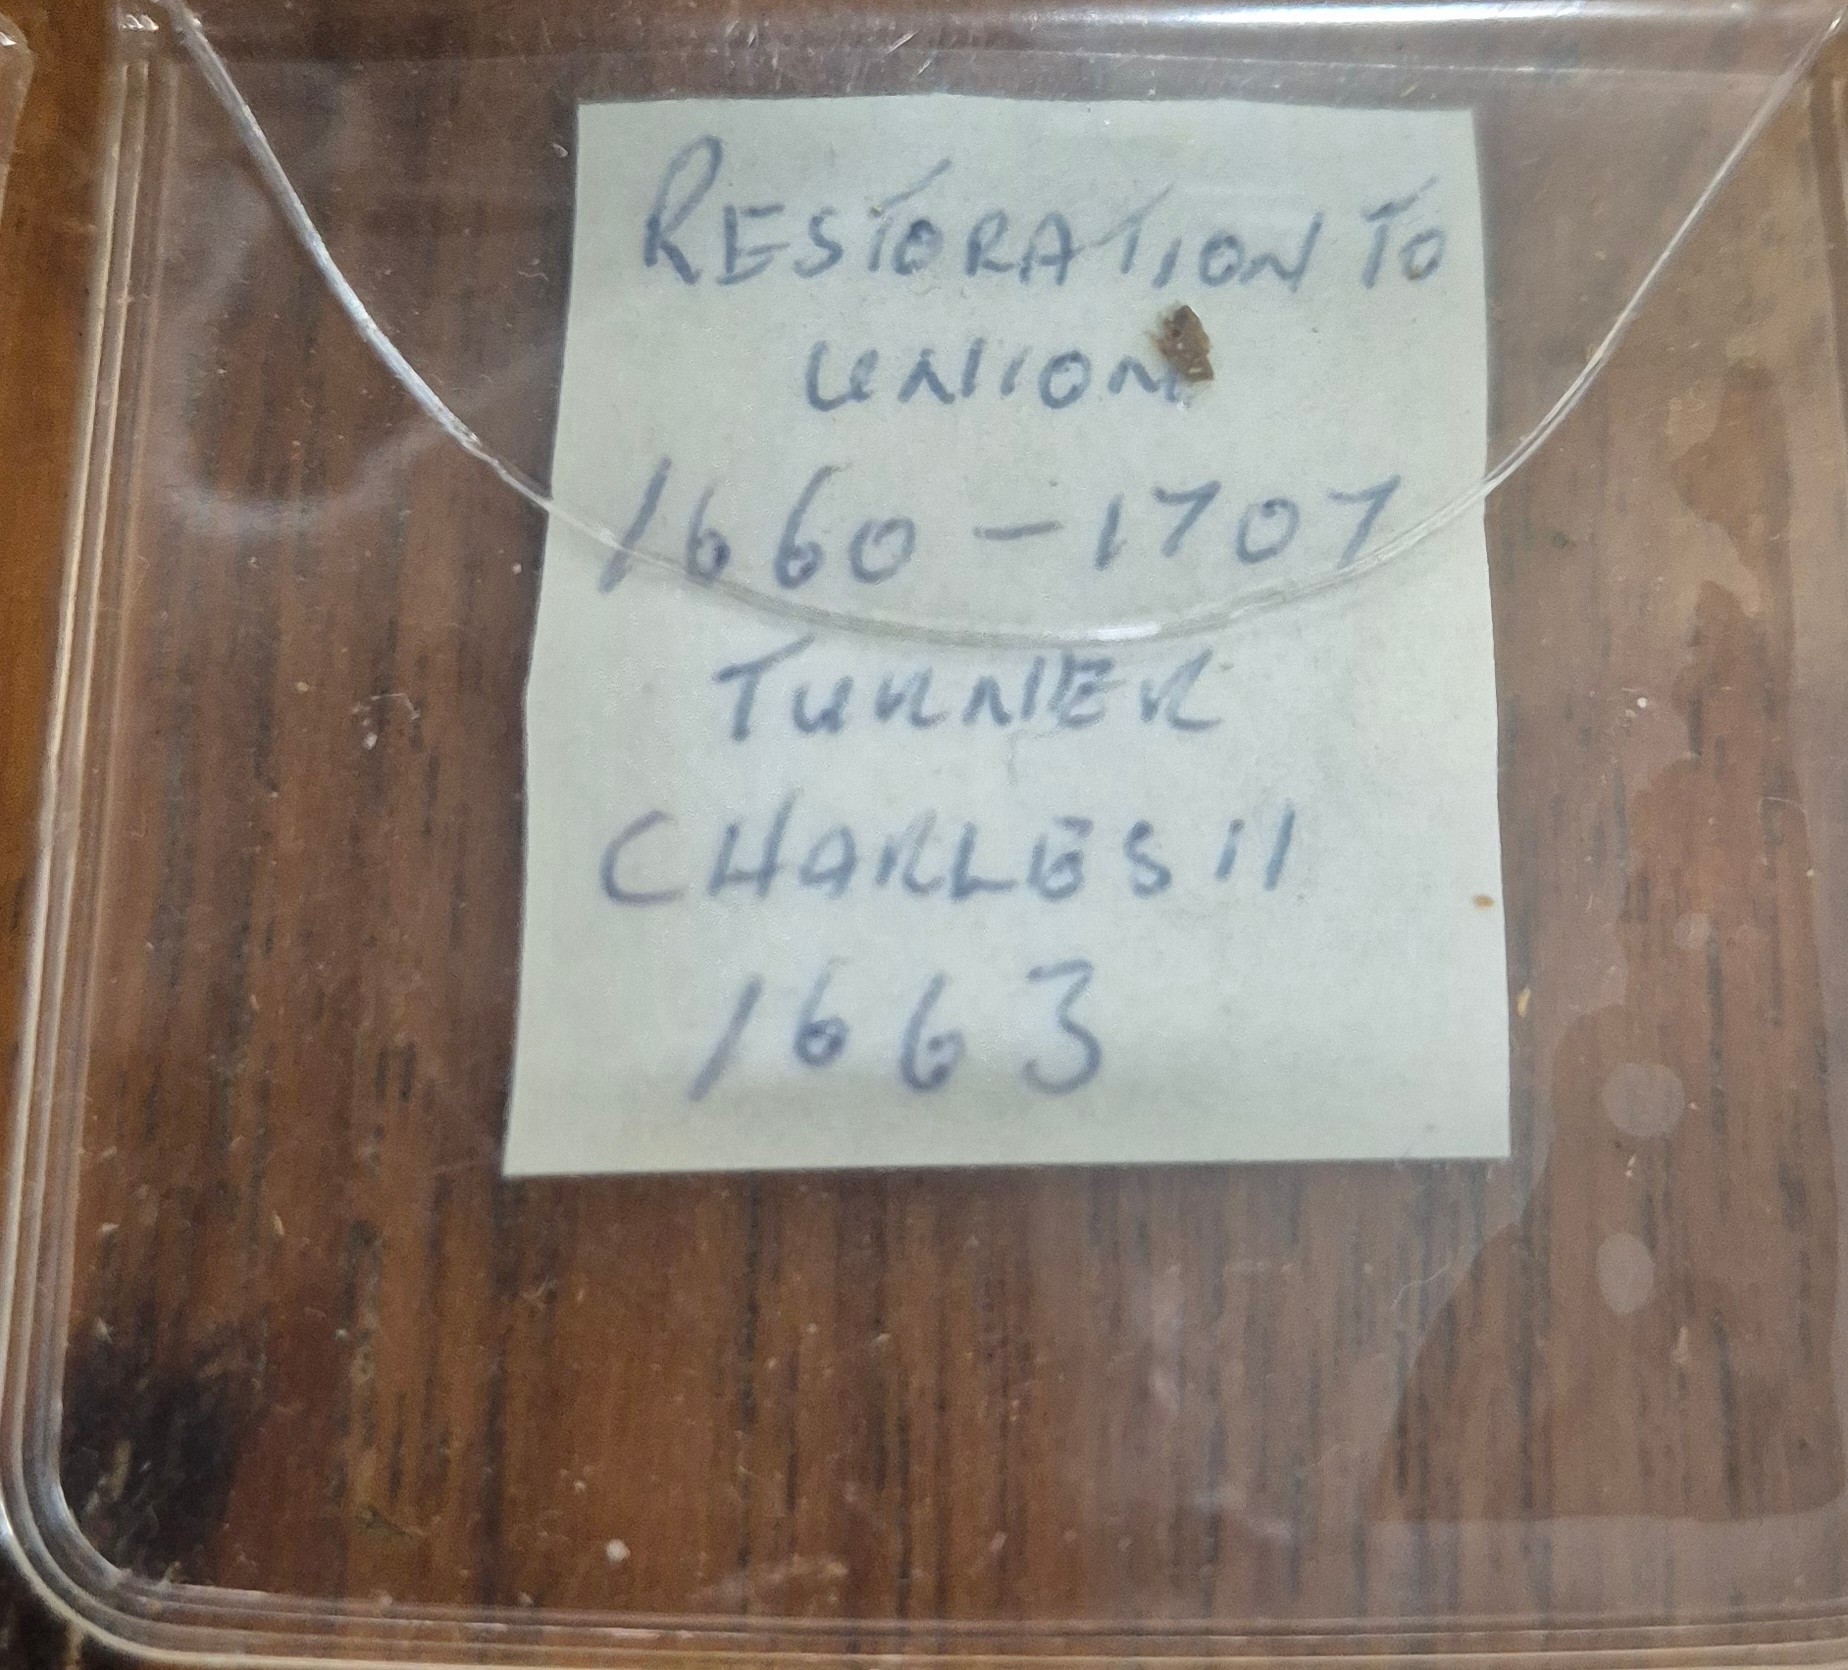 RESTORATION TO
UNION
1660 - 1707
TURNER
CHARLES II
1663